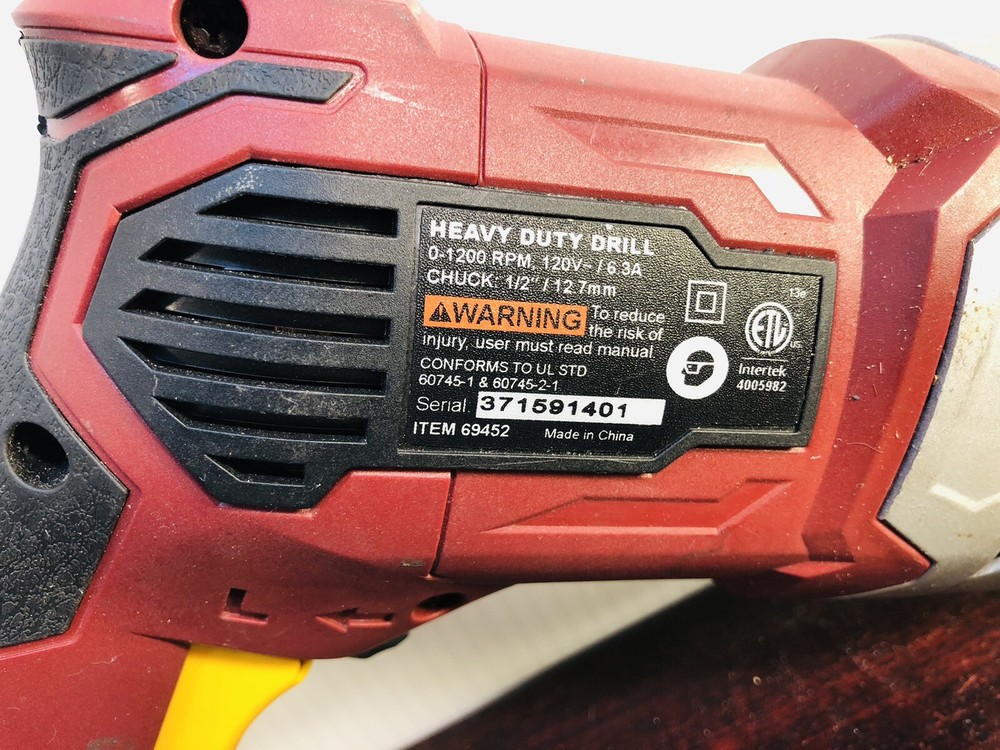 HEAVY DUTY DRILL
0-1200 RPM. 120V~ / 6.3A
CHUCK: 1/2" / 12.7mm
⚠WARNING To reduce
the risk of
injury, user must read manual.
CONFORMS TO UL STD
60745-1 & 60745-2-1
Serial. 371591401
ITEM 69452 Made in China
ETL
US
Intertek
4005982
L ←